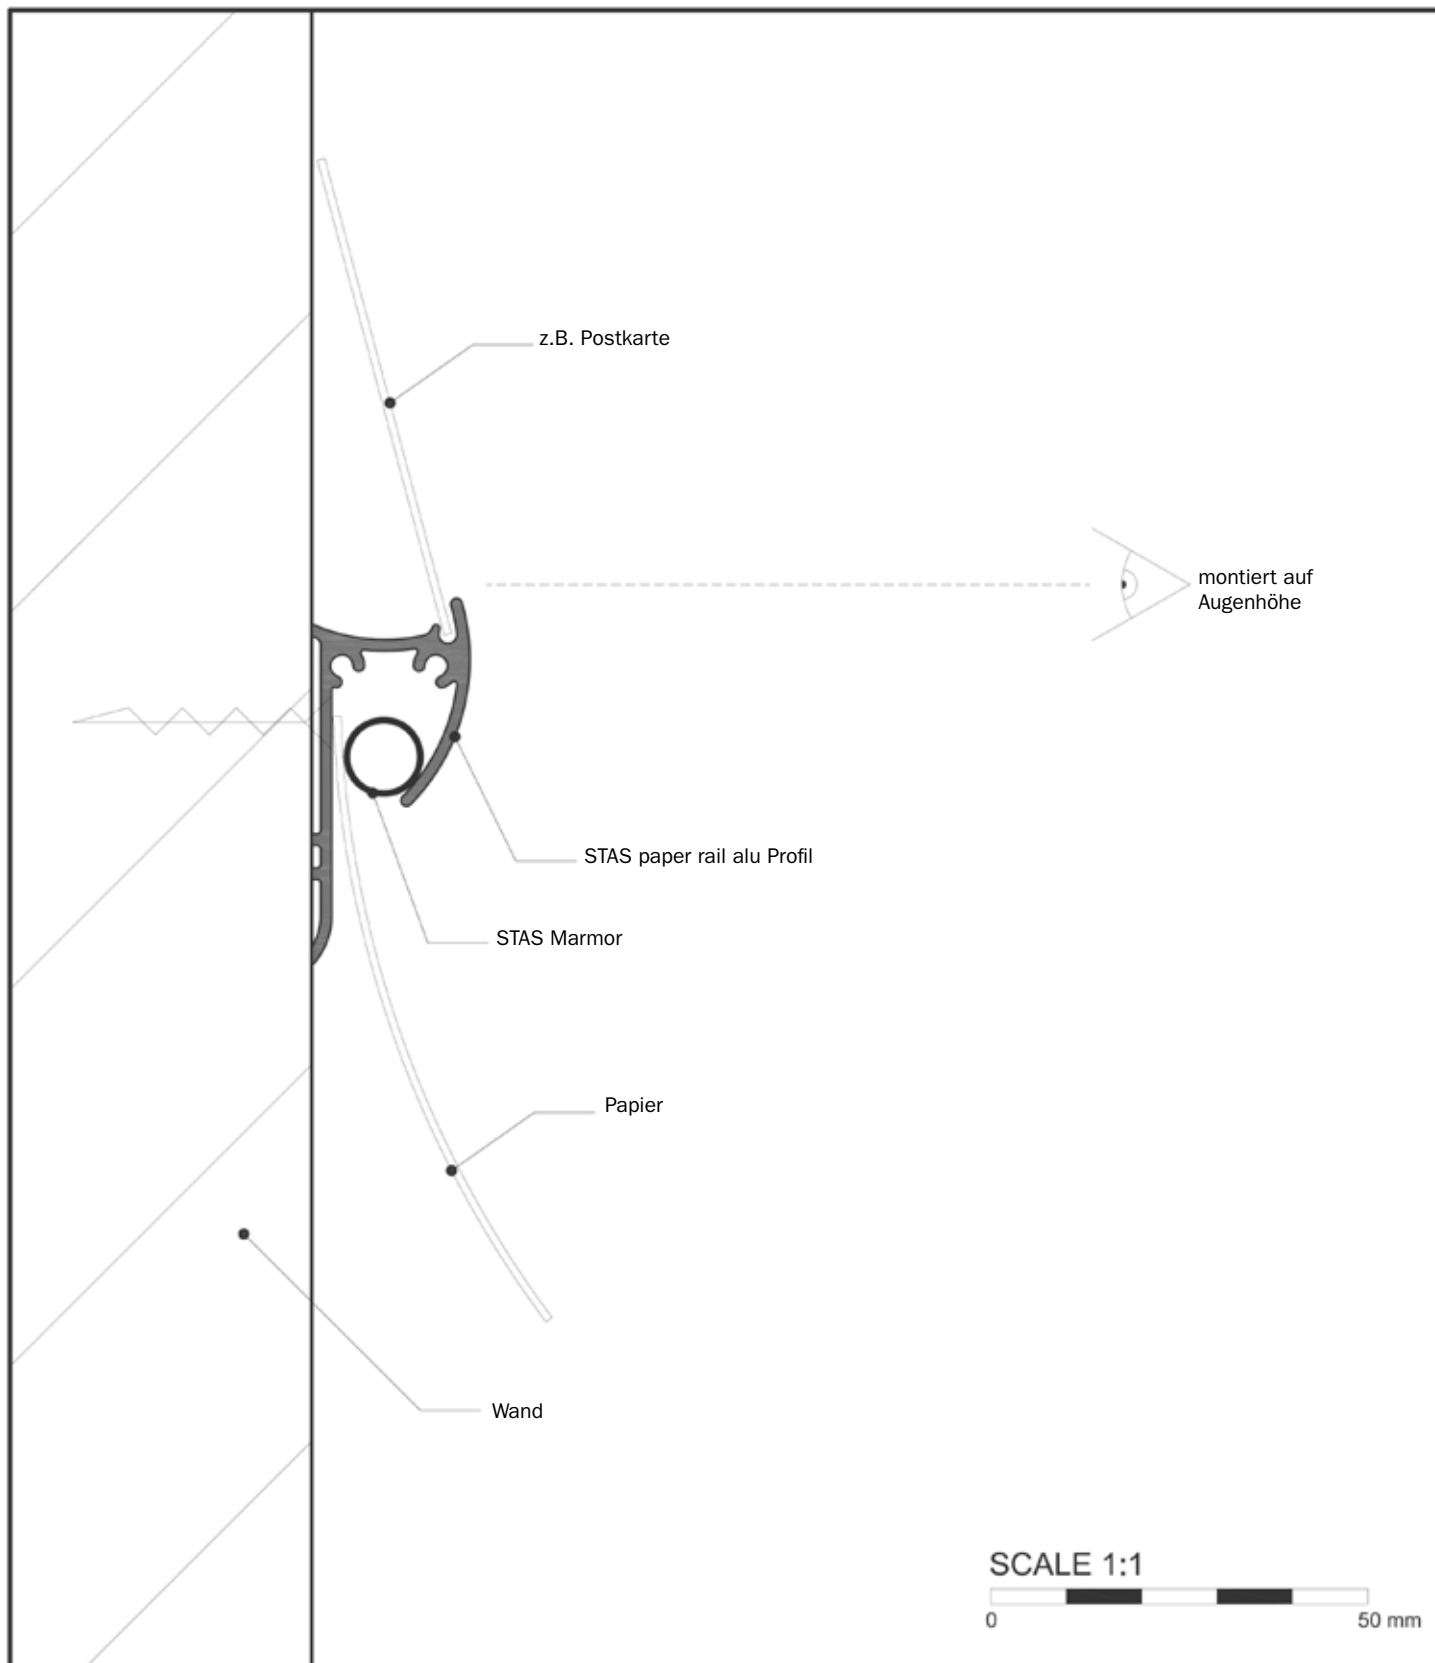 z.B. Postkarte
montiert auf
Augenhöhe
STAS paper rail alu Profil
STAS Marmor
Papier
Wand
SCALE 1:1
0 50 mm